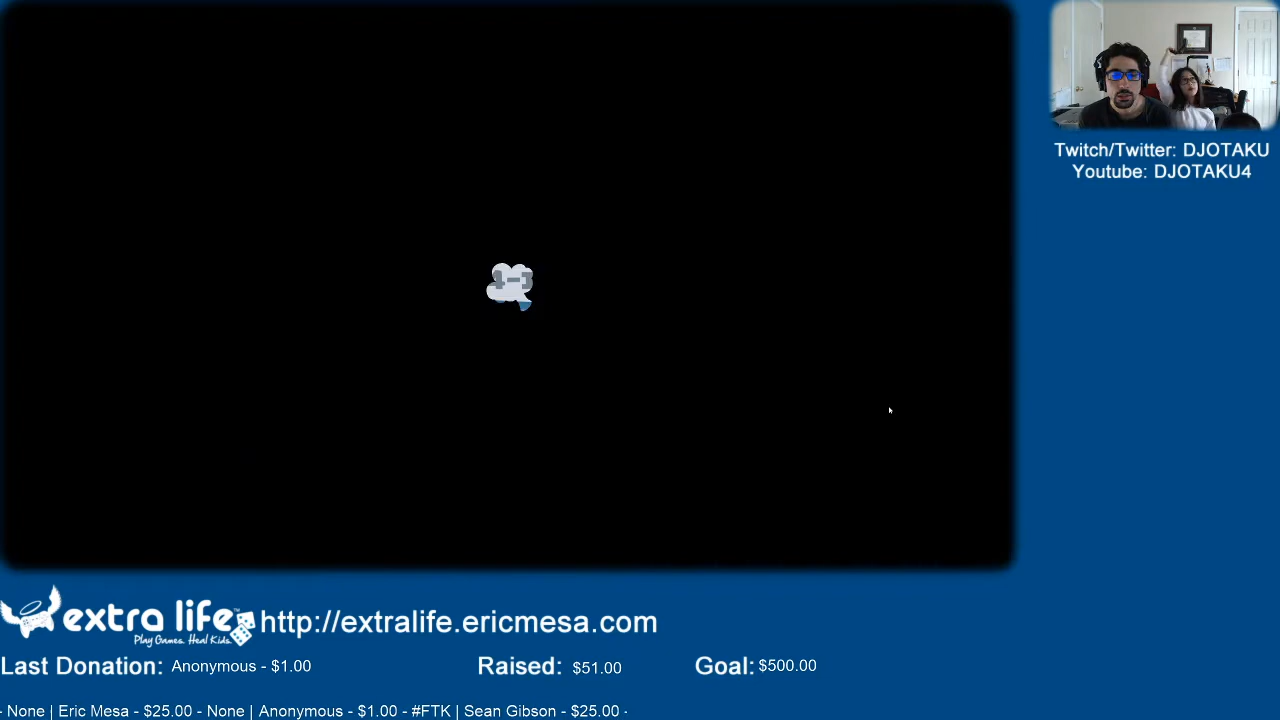 Twitch/Twitter: DJOTAKU
Youtube: DJOTAKU4
extra life
Play Games. Heal Kids.
http://extralife.ericmesa.com
Last Donation: Anonymous - $1.00
Raised: $51.00
Goal: $500.00
- None | Eric Mesa - $25.00 - None | Anonymous - $1.00 - #FTK | Sean Gibson - $25.00 -